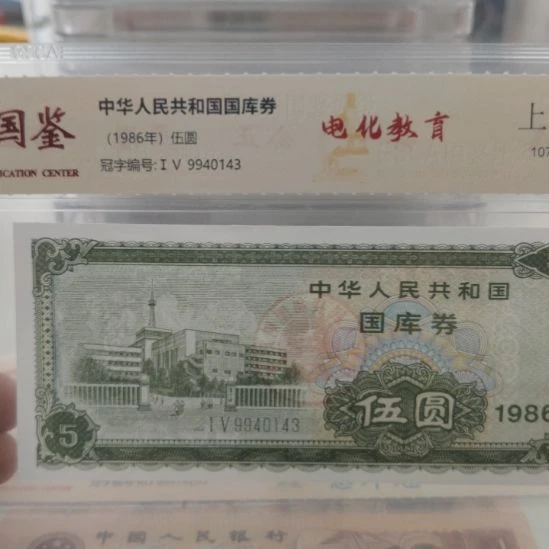 国鉴
ICATION CENTER
中华人民共和国国库券
(1986年) 伍圆
冠字编号: I V 9940143
电化教育
上
107
中华人民共和国
国库券
伍圆
1986
5
I V 9940143
中国人民银行